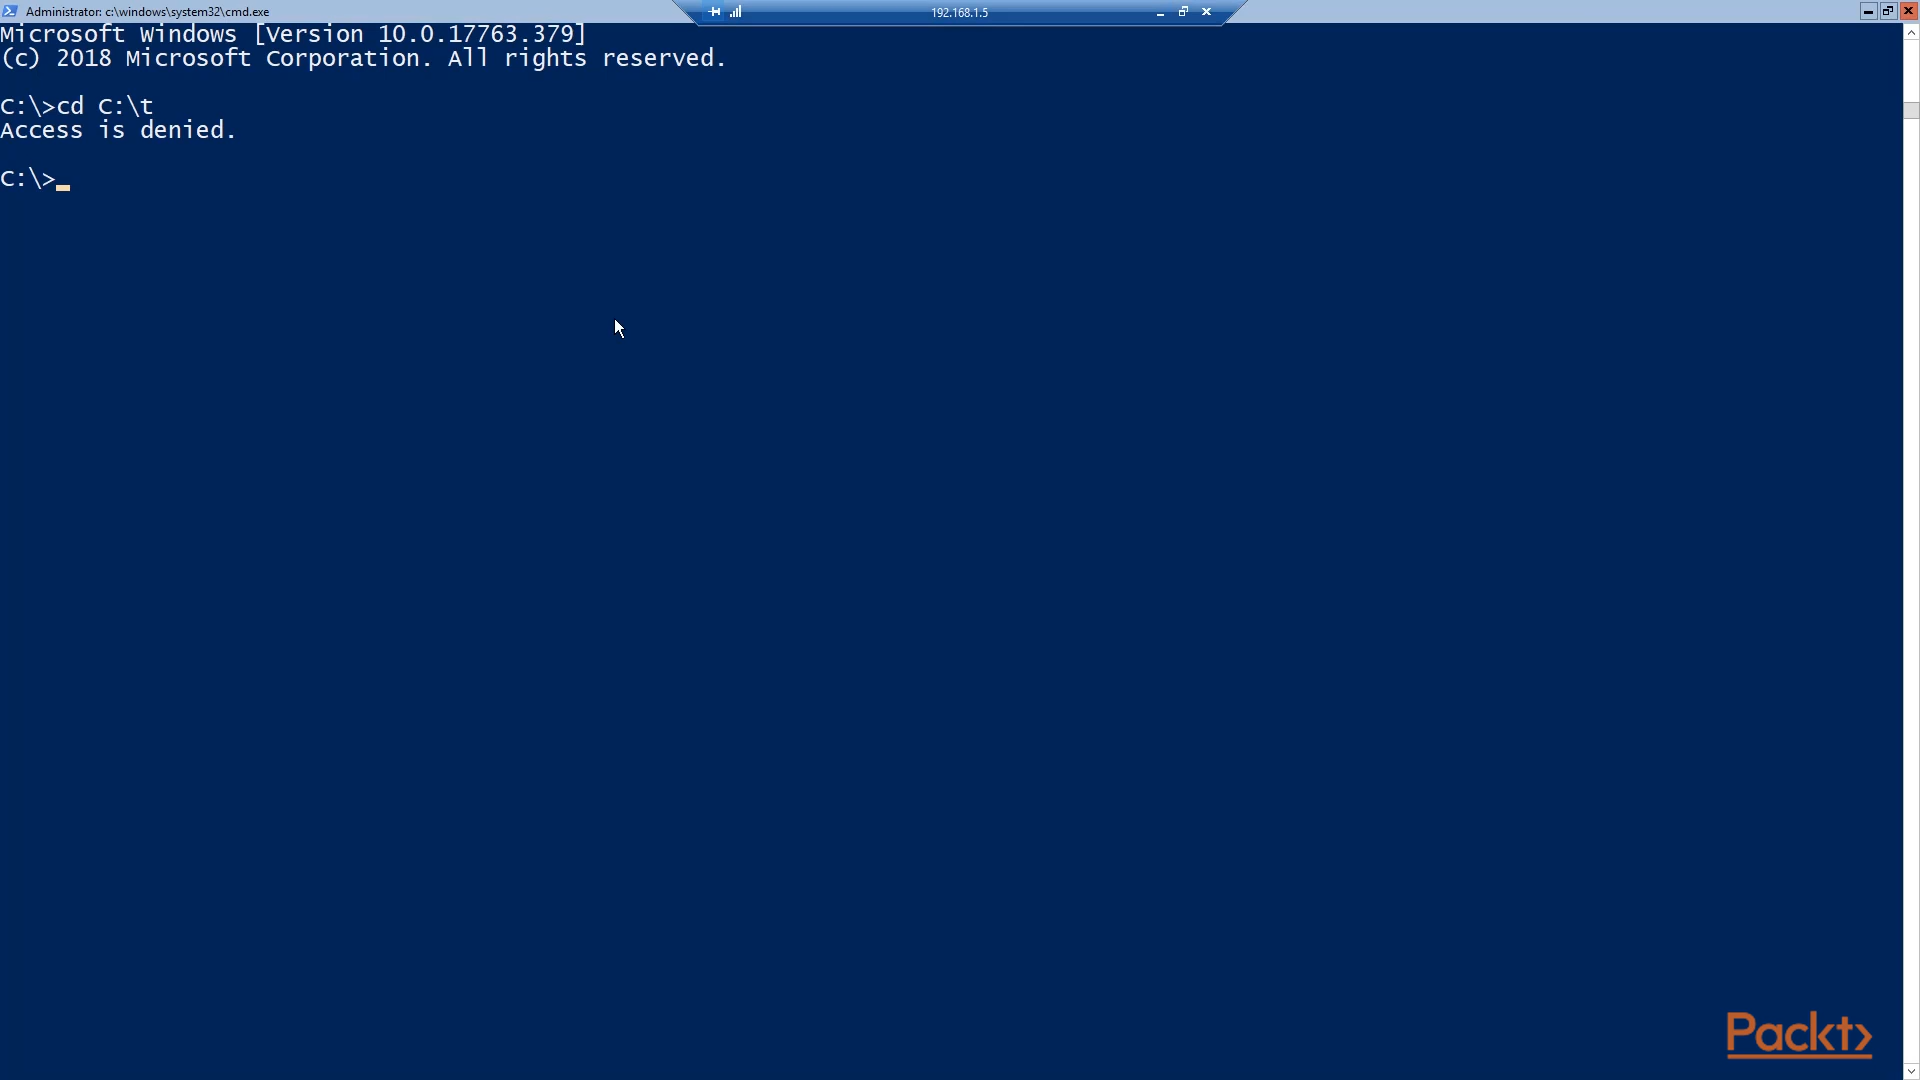 Administrator: c:\windows\system32\cmd.exe
192.168.1.5
Microsoft Windows [Version 10.0.17763.379]
(c) 2018 Microsoft Corporation. All rights reserved.
C:\>cd C:\t
Access is denied.
C:\>
Packt>